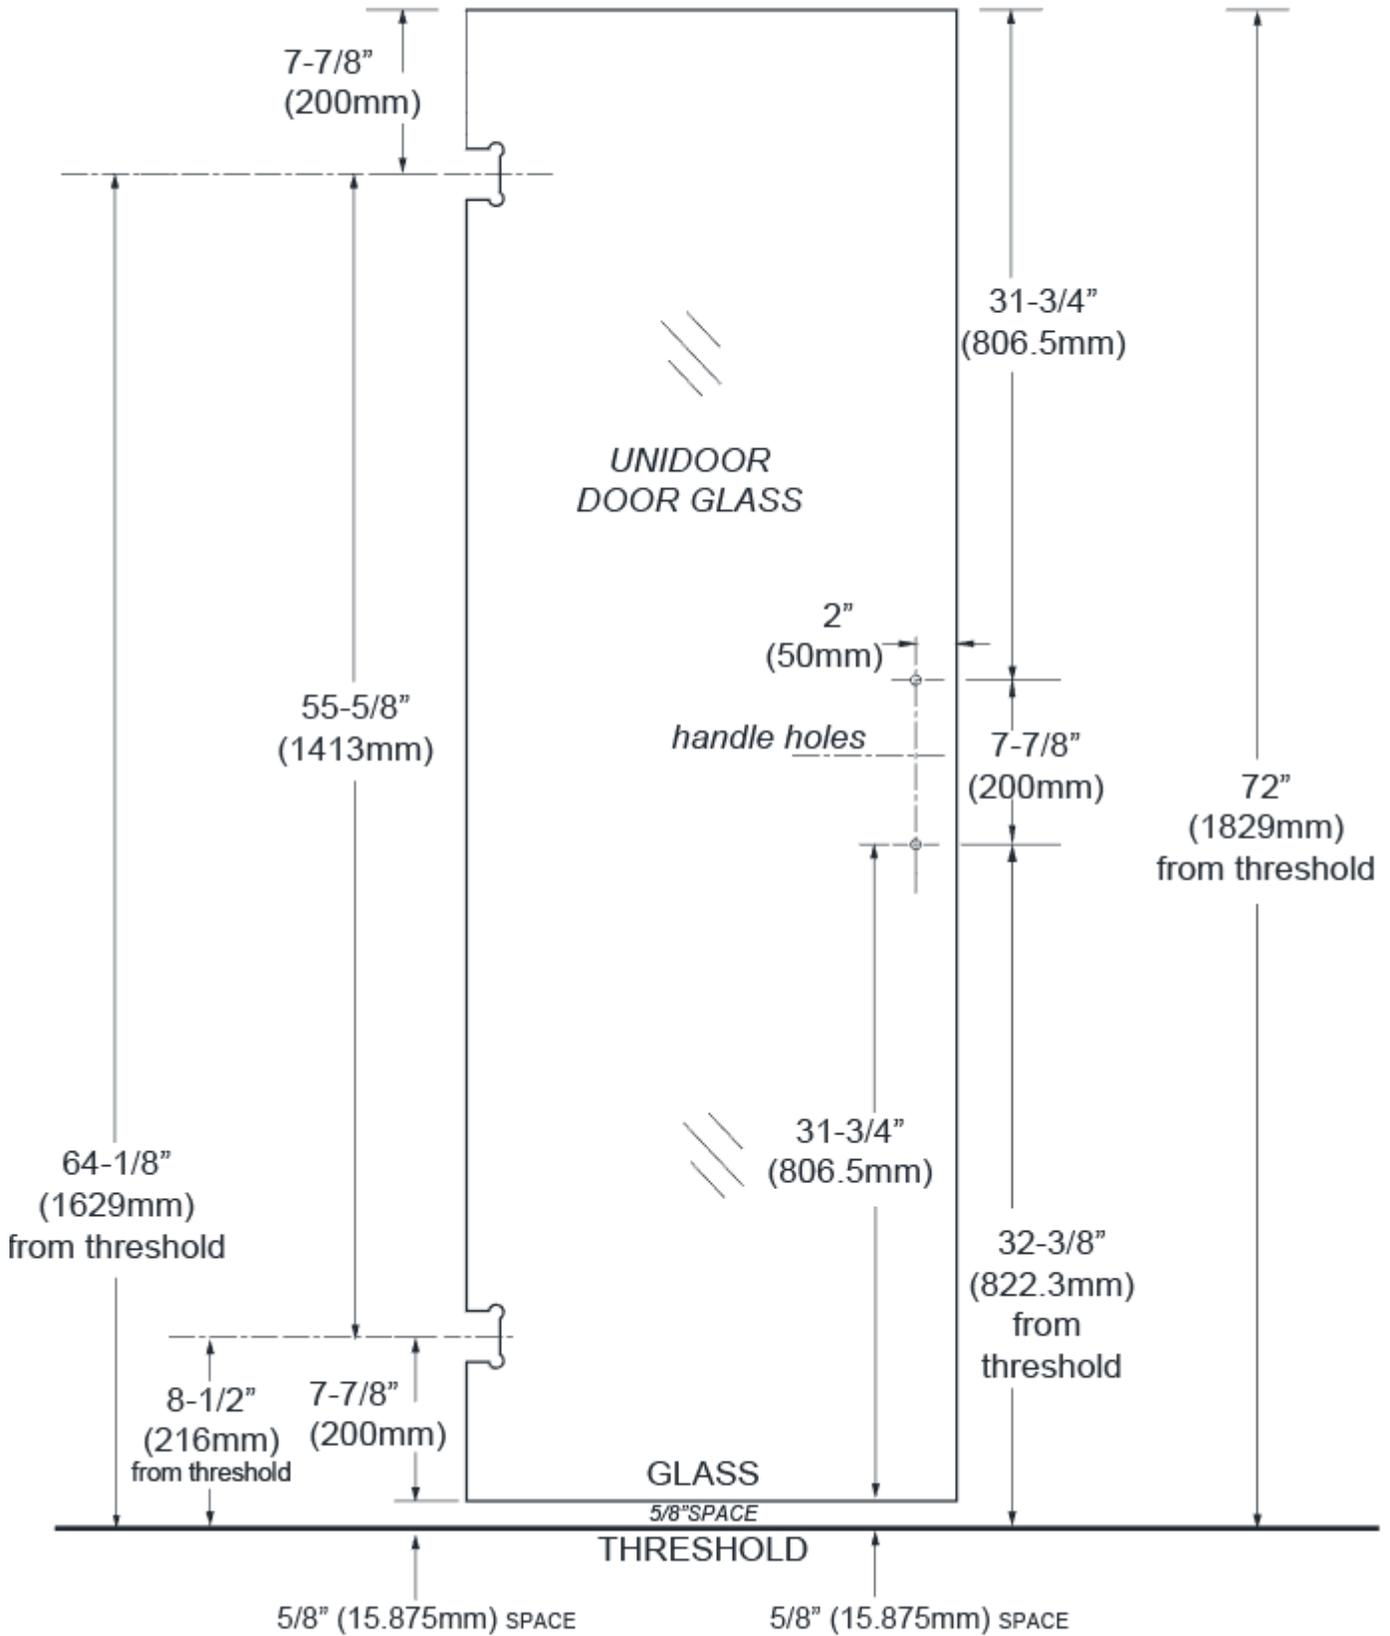 7-7/8”
(200mm)
31-3/4”
(806.5mm)
UNIDOOR
DOOR GLASS
2”
(50mm)
55-5/8”
(1413mm)
handle holes
7-7/8”
(200mm)
72”
(1829mm)
from threshold
31-3/4”
(806.5mm)
64-1/8”
(1629mm)
from threshold
32-3/8”
(822.3mm)
from
threshold
8-1/2”
(216mm)
from threshold
7-7/8”
(200mm)
GLASS
5/8”SPACE
THRESHOLD
5/8” (15.875mm) SPACE
5/8” (15.875mm) SPACE